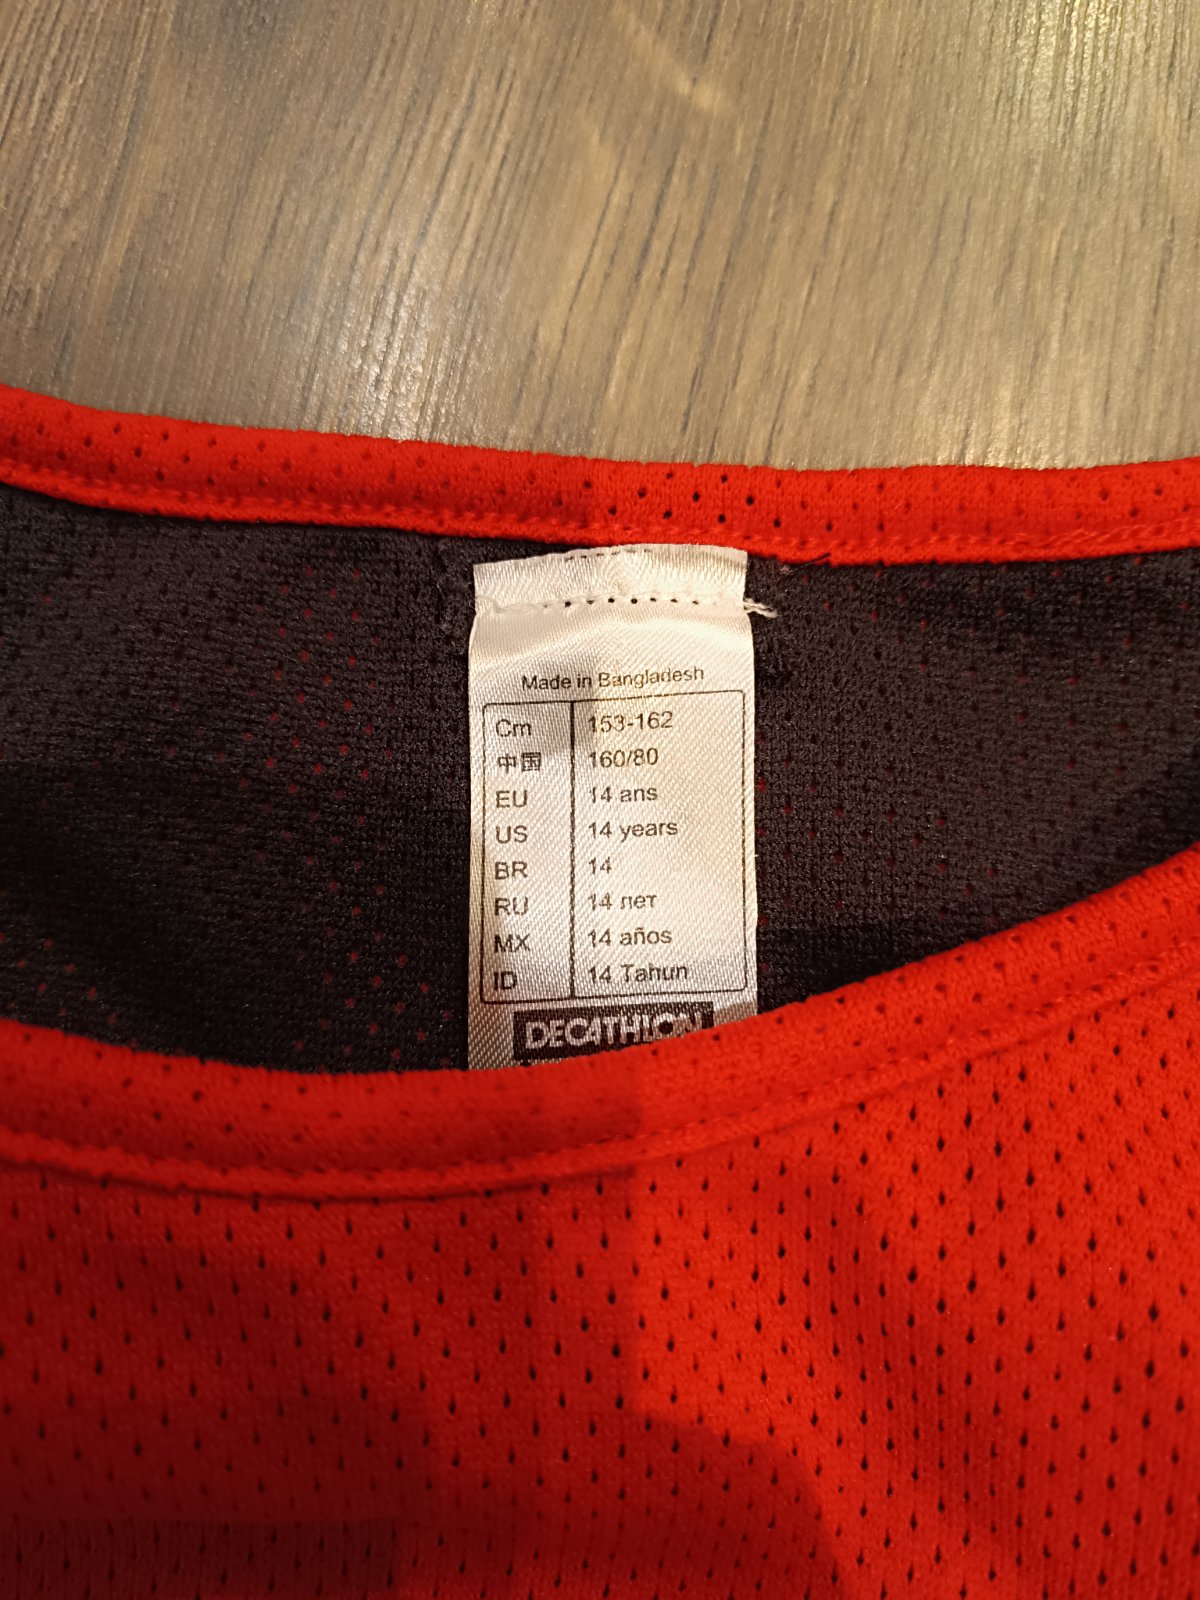 Made in Bangladesh
Cm 153-162
中国 160/80
EU 14 ans
US 14 years
BR 14
RU 14 лет
MX 14 años
ID 14 Tahun
DECATHLON